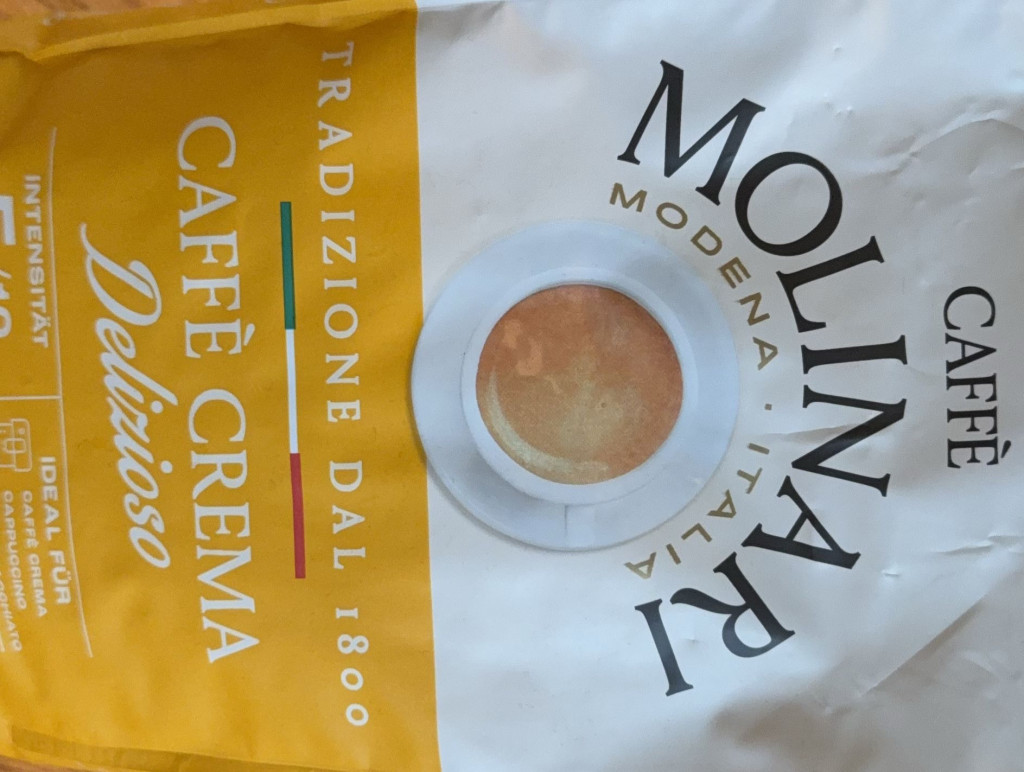 CAFFÈ
MOLINARI
MODENA · ITALIA
TRADIZIONE DAL 1800
CAFFÈ CREMA
Delizioso
INTENSITÄT
IDEAL FÜR
CAFFÈ CREMA
CAPPUCCINO